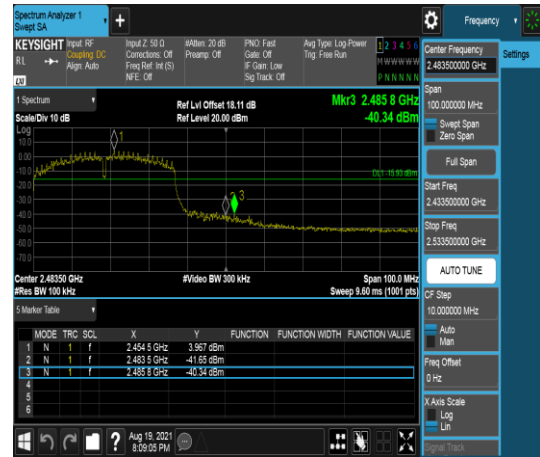 Spectrum Analyzer 1
Swept SA
+
Frequency
KEYSIGHT
RL
LXI
Input: RF
Coupling: DC
Align: Auto
Input Z: 50 Ω
Corrections: Off
Freq Ref: Int (S)
NFE: Off
#Atten: 20 dB
Preamp: Off
PNO: Fast
Gate: Off
IF Gain: Low
Sig Track: Off
Avg Type: Log-Power
Trig: Free Run
1 2 3 4 5 6
M W W W W W
P N N N N N
Center Frequency
2.483500000 GHz
Settings
Span
100.000000 MHz
Swept Span
Zero Span
Full Span
Start Freq
2.433500000 GHz
Stop Freq
2.533500000 GHz
AUTO TUNE
CF Step
10.000000 MHz
Auto
Man
Freq Offset
0 Hz
X Axis Scale
Log
Lin
Signal Track
1 Spectrum
Scale/Div 10 dB
Ref Lvl Offset 18.11 dB
Ref Level 20.00 dBm
Mkr3 2.485 8 GHz
-40.34 dBm
Log
10.0
0.00
-10.0
-20.0
-30.0
-40.0
-50.0
-60.0
-70.0
1
2
3
DL1 -15.93 dBm
Center 2.48350 GHz
#Res BW 100 kHz
#Video BW 300 kHz
Span 100.0 MHz
Sweep 9.60 ms (1001 pts)
5 Marker Table
MODE TRC SCL X Y FUNCTION FUNCTION WIDTH FUNCTION VALUE
1 N 1 f 2.454 5 GHz 3.967 dBm
2 N 1 f 2.483 5 GHz -41.65 dBm
3 N 1 f 2.485 8 GHz -40.34 dBm
4
5
6
?
Aug 19, 2021
8:09:05 PM